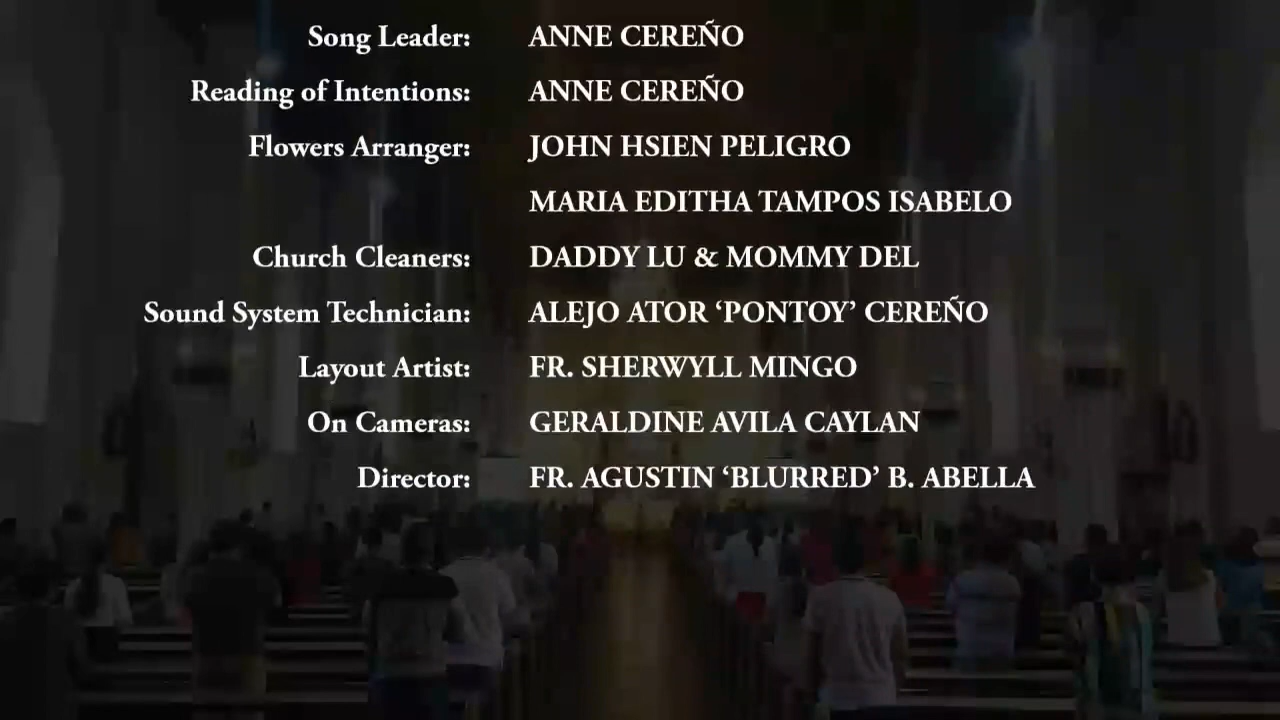 Song Leader: ANNE CEREÑO
Reading of Intentions: ANNE CEREÑO
Flowers Arranger: JOHN HSIEN PELIGRO
MARIA EDITHA TAMPOS ISABELO
Church Cleaners: DADDY LU & MOMMY DEL
Sound System Technician: ALEJO ATOR ‘PONTOY’ CEREÑO
Layout Artist: FR. SHERWYLL MINGO
On Cameras: GERALDINE AVILA CAYLAN
Director: FR. AGUSTIN ‘BLURRED’ B. ABELLA